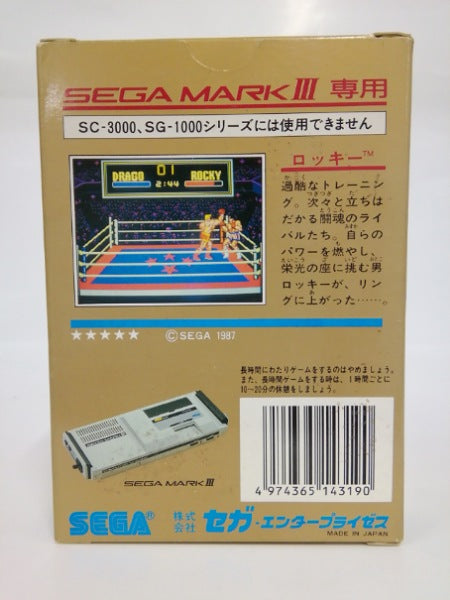 SEGA MARK III 専用
SC-3000、SG-1000シリーズには使用できません
01
DRAGO ROCKY
2:44
ロッキー™
過酷なトレーニン
グ。次々と立ちは
だかる闘魂のライ
バルたち。自らの
パワーを燃やし、
栄光の座に挑む男
ロッキーが、リン
グに上がった……。
★★★★★ ©SEGA 1987
長時間にわたりゲームをするのはやめましょう。
また、長時間ゲームをする時は、1時間ごとに
10〜20分の休憩をしましょう。
SEGA MARK III
4 974365 143190
SEGA® 株式会社 セガ・エンタープライゼス
MADE IN JAPAN